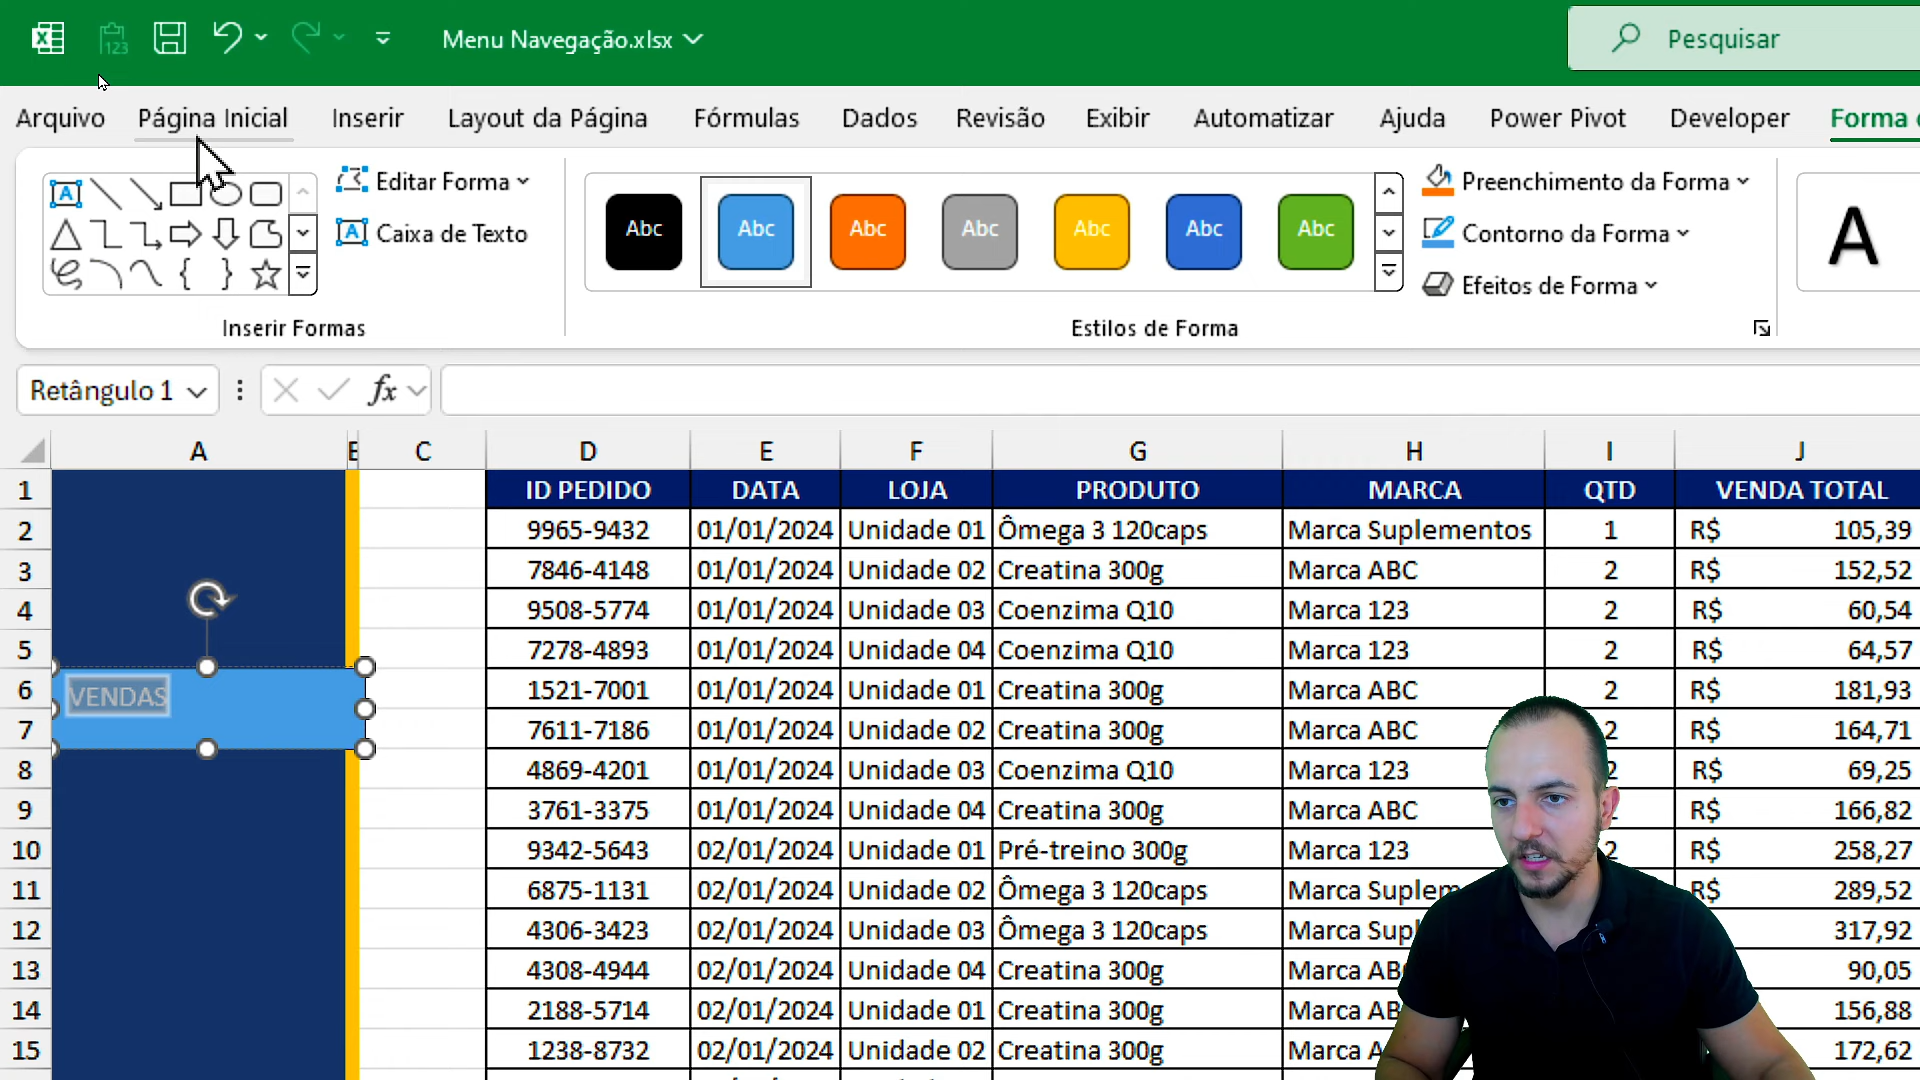 Menu Navegação.xlsx
Pesquisar
Arquivo Página Inicial Inserir Layout da Página Fórmulas Dados Revisão Exibir Automatizar Ajuda Power Pivot Developer Forma
Editar Forma
Caixa de Texto
Inserir Formas
Abc Abc Abc Abc Abc Abc Abc
Estilos de Forma
Preenchimento da Forma
Contorno da Forma
Efeitos de Forma
A
Retângulo 1 fx
A C D E F G H I J
1 ID PEDIDO DATA LOJA PRODUTO MARCA QTD VENDA TOTAL
2 9965-9432 01/01/2024 Unidade 01 Ômega 3 120caps Marca Suplementos 1 R$ 105,39
3 7846-4148 01/01/2024 Unidade 02 Creatina 300g Marca ABC 2 R$ 152,52
4 9508-5774 01/01/2024 Unidade 03 Coenzima Q10 Marca 123 2 R$ 60,54
5 7278-4893 01/01/2024 Unidade 04 Coenzima Q10 Marca 123 2 R$ 64,57
6 VENDAS 1521-7001 01/01/2024 Unidade 01 Creatina 300g Marca ABC 2 R$ 181,93
7 7611-7186 01/01/2024 Unidade 02 Creatina 300g Marca ABC 2 R$ 164,71
8 4869-4201 01/01/2024 Unidade 03 Coenzima Q10 Marca 123 2 R$ 69,25
9 3761-3375 01/01/2024 Unidade 04 Creatina 300g Marca ABC R$ 166,82
10 9342-5643 02/01/2024 Unidade 01 Pré-treino 300g Marca 123 2 R$ 258,27
11 6875-1131 02/01/2024 Unidade 02 Ômega 3 120caps Marca R$ 289,52
12 4306-3423 02/01/2024 Unidade 03 Ômega 3 120caps Marca 317,92
13 4308-4944 02/01/2024 Unidade 04 Creatina 300g Marca 90,05
14 2188-5714 02/01/2024 Unidade 01 Creatina 300g Marca 156,88
15 1238-8732 02/01/2024 Unidade 02 Creatina 300g Marca 172,62